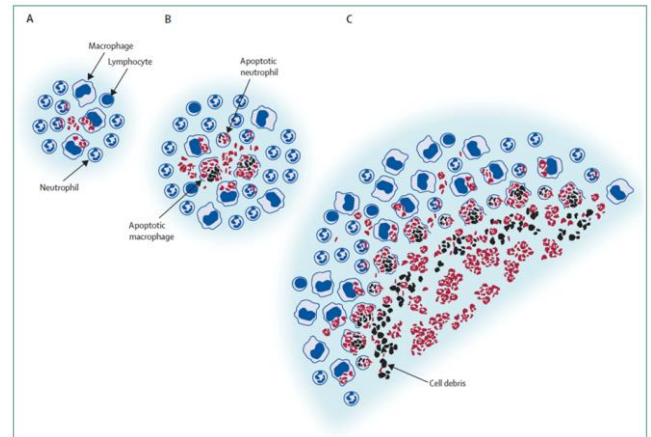 A
B
C
Macrophage
Lymphocyte
Neutrophil
Apoptotic
neutrophil
Apoptotic
macrophage
Cell debris